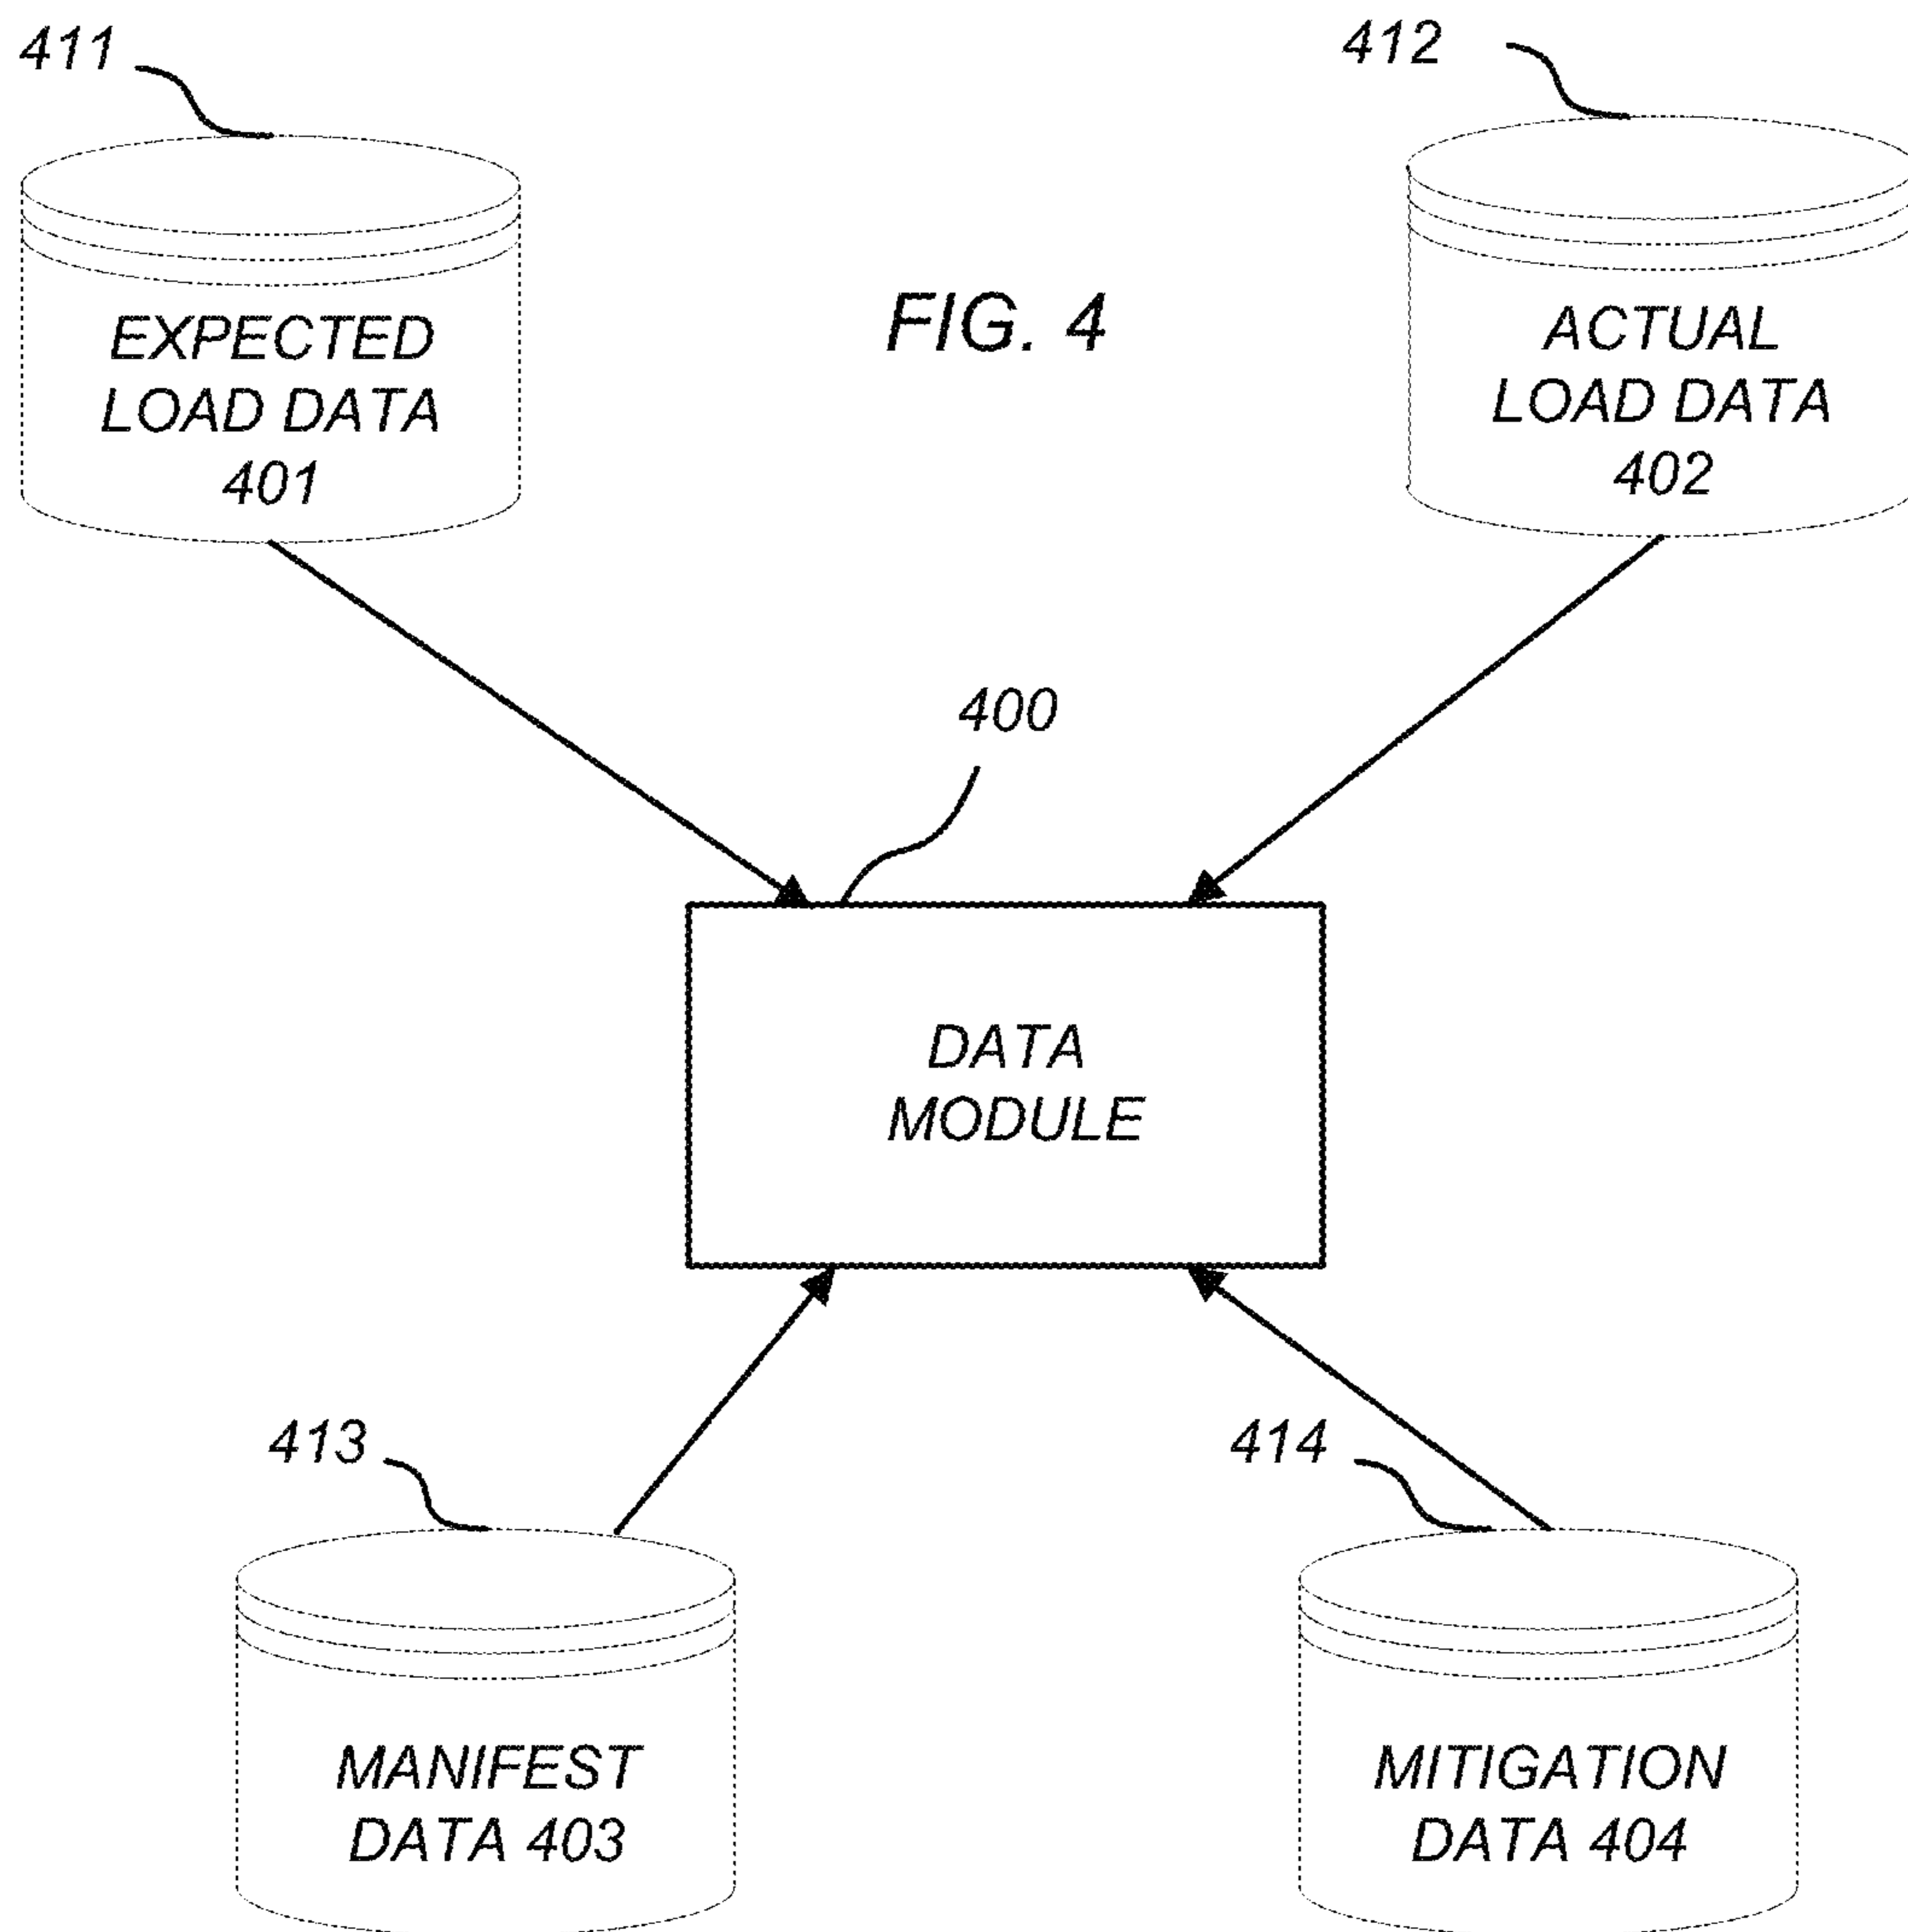 411
412
EXPECTED
LOAD DATA
401
FIG. 4
ACTUAL
LOAD DATA
402
400
DATA
MODULE
413
414
MANIFEST
DATA 403
MITIGATION
DATA 404